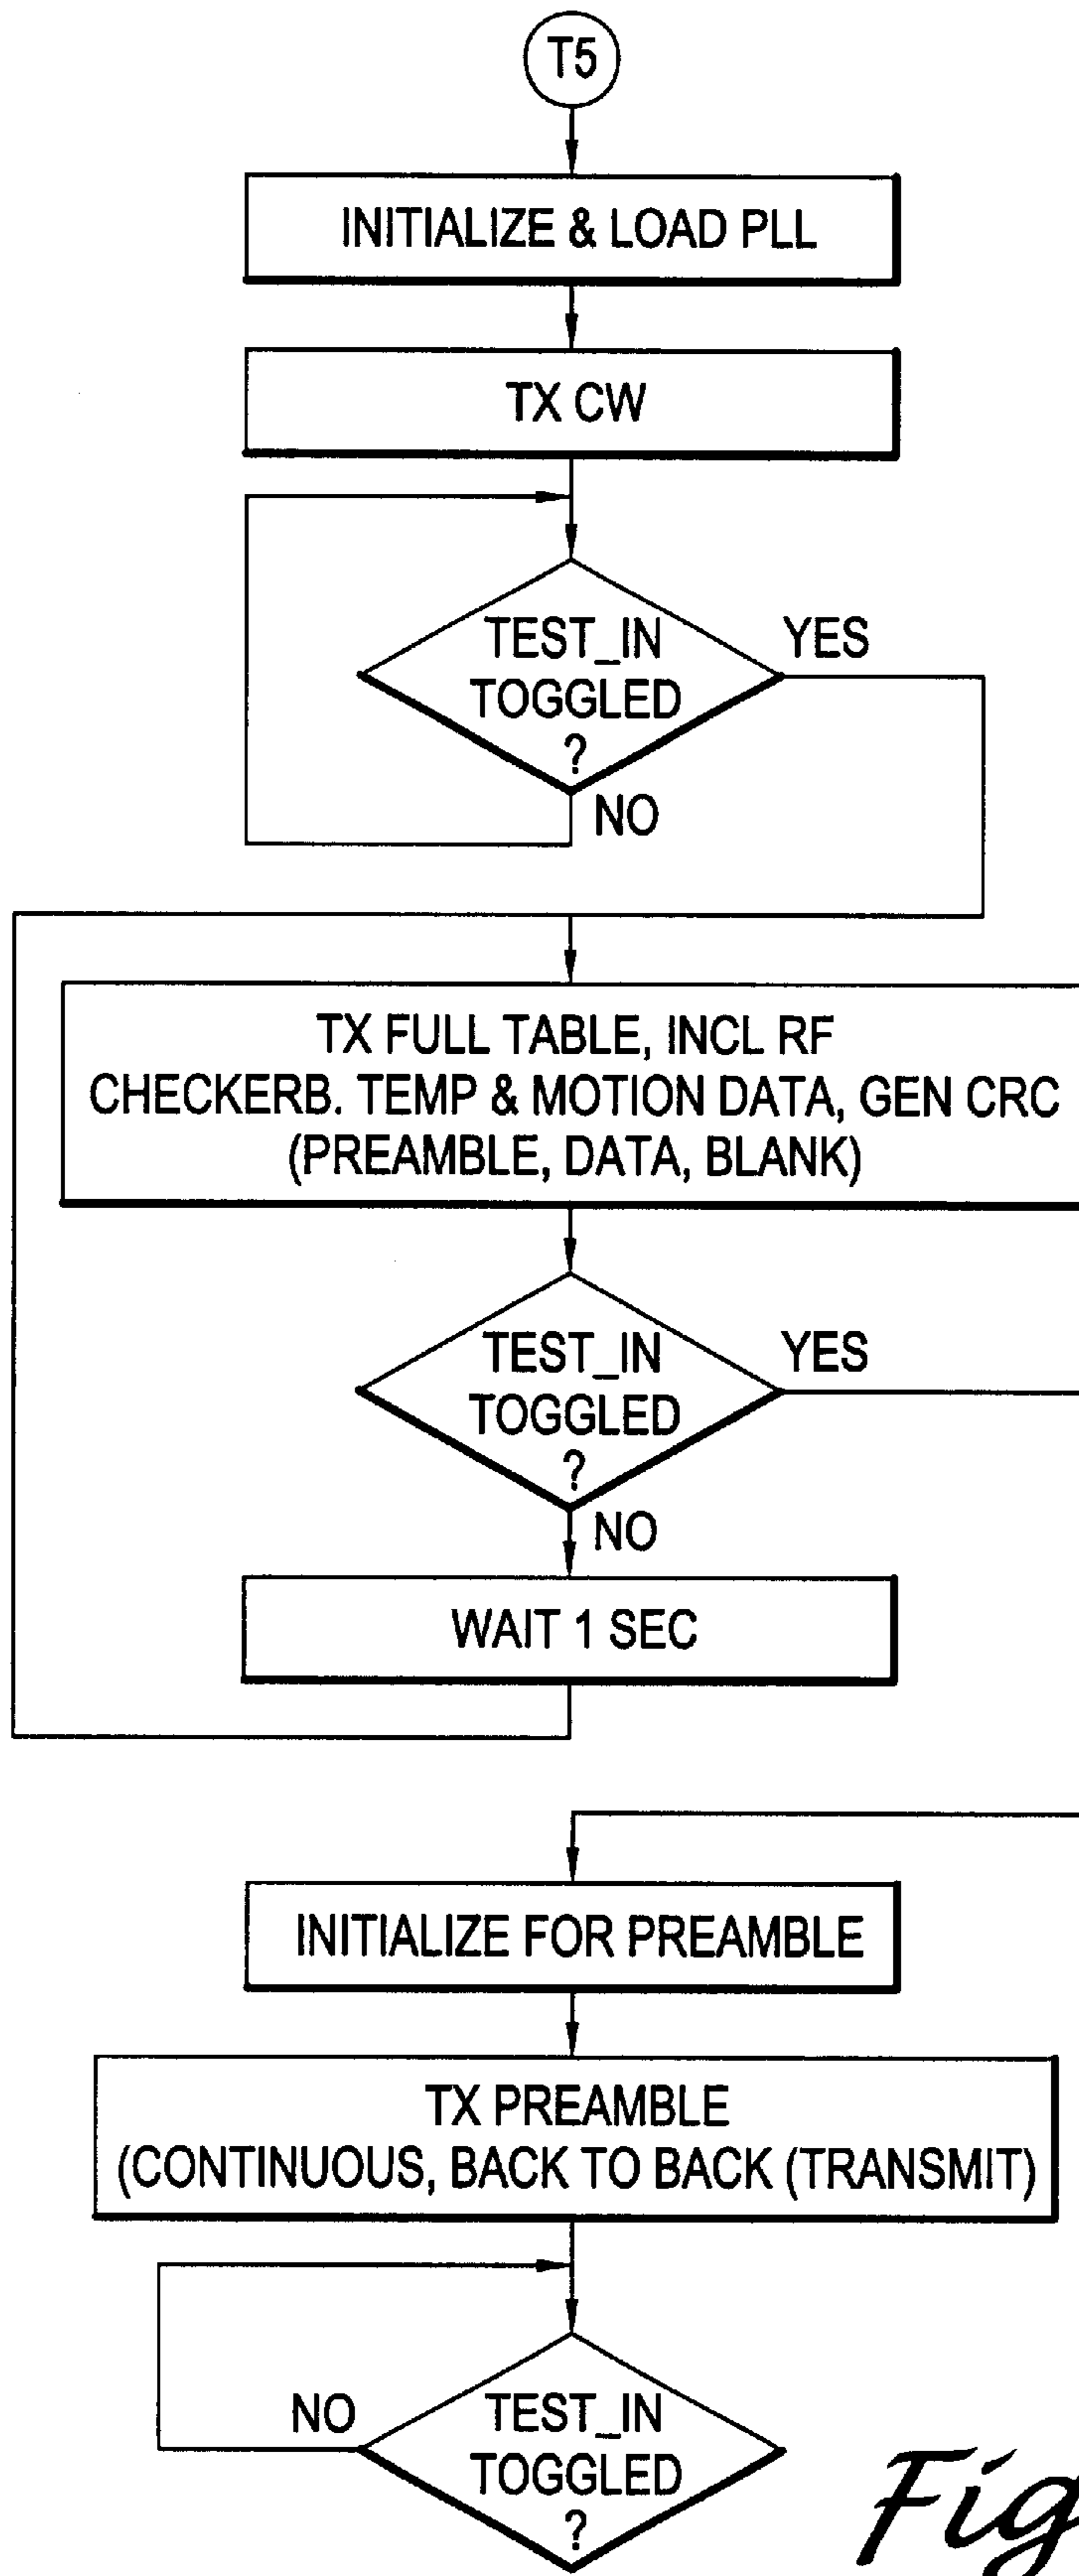 T5
INITIALIZE & LOAD PLL
TX CW
TEST_IN
TOGGLED
?
YES
NO
TX FULL TABLE, INCL RF
CHECKERB. TEMP & MOTION DATA, GEN CRC
(PREAMBLE, DATA, BLANK)
TEST_IN
TOGGLED
?
YES
NO
WAIT 1 SEC
INITIALIZE FOR PREAMBLE
TX PREAMBLE
(CONTINUOUS, BACK TO BACK (TRANSMIT)
NO
TEST_IN
TOGGLED
?
Fig